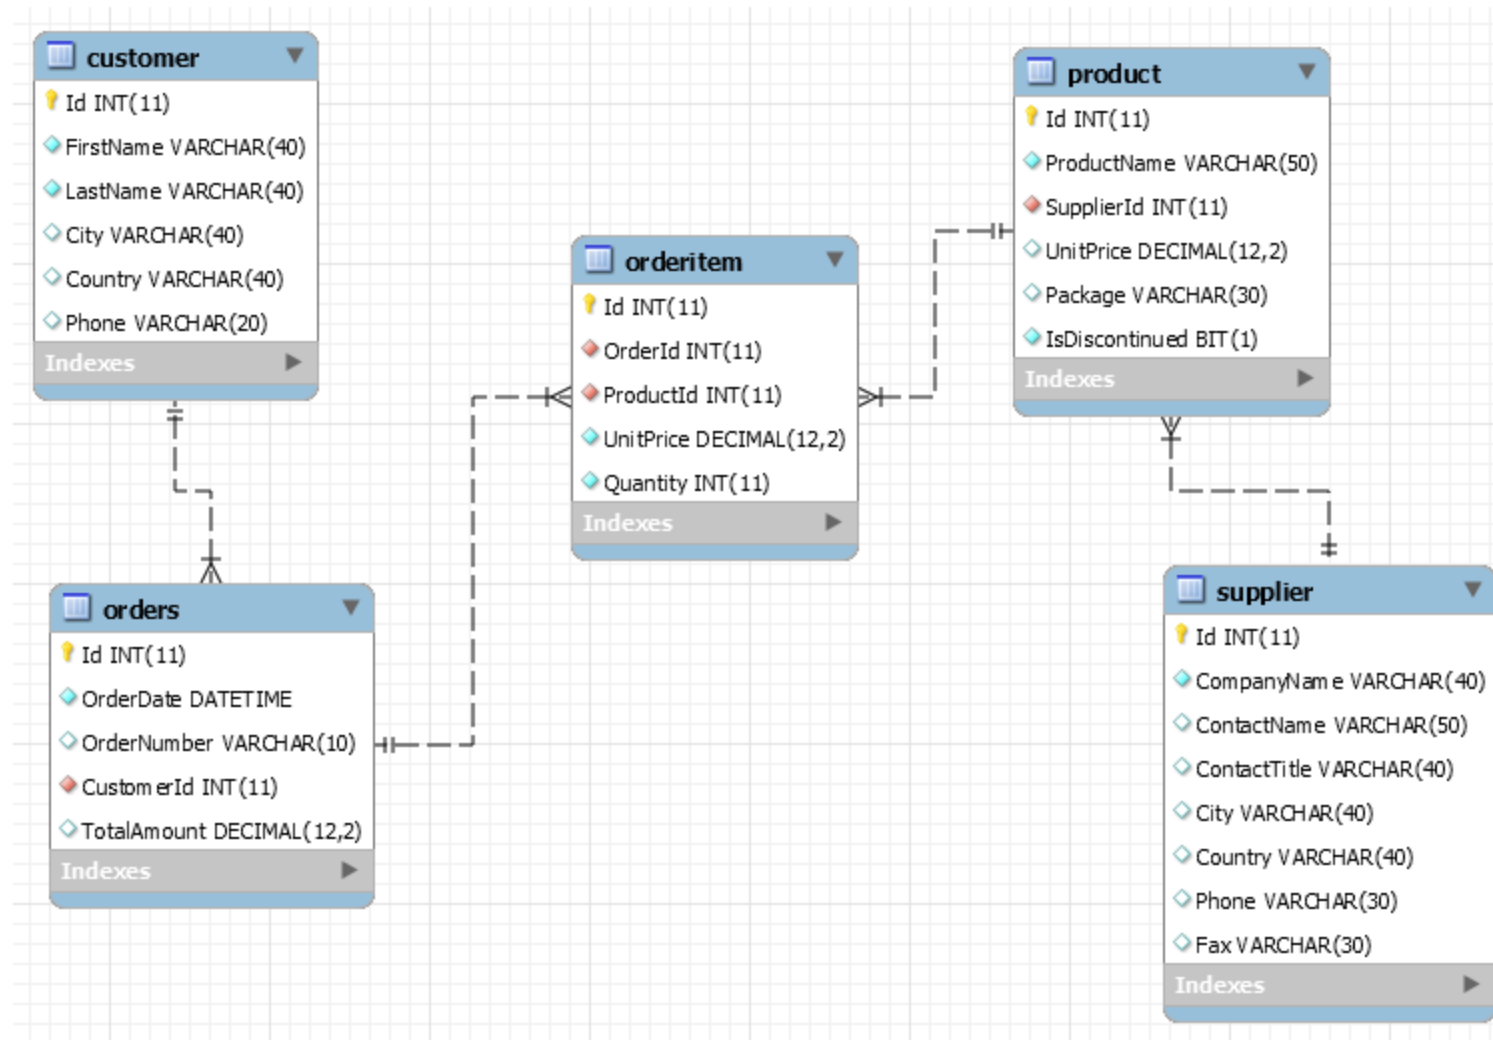 customer
Id INT(11)
FirstName VARCHAR(40)
LastName VARCHAR(40)
City VARCHAR(40)
Country VARCHAR(40)
Phone VARCHAR(20)
Indexes
orders
Id INT(11)
OrderDate DATETIME
OrderNumber VARCHAR(10)
CustomerId INT(11)
TotalAmount DECIMAL(12,2)
Indexes
orderitem
Id INT(11)
OrderId INT(11)
ProductId INT(11)
UnitPrice DECIMAL(12,2)
Quantity INT(11)
Indexes
product
Id INT(11)
ProductName VARCHAR(50)
SupplierId INT(11)
UnitPrice DECIMAL(12,2)
Package VARCHAR(30)
IsDiscontinued BIT(1)
Indexes
supplier
Id INT(11)
CompanyName VARCHAR(40)
ContactName VARCHAR(50)
ContactTitle VARCHAR(40)
City VARCHAR(40)
Country VARCHAR(40)
Phone VARCHAR(30)
Fax VARCHAR(30)
Indexes